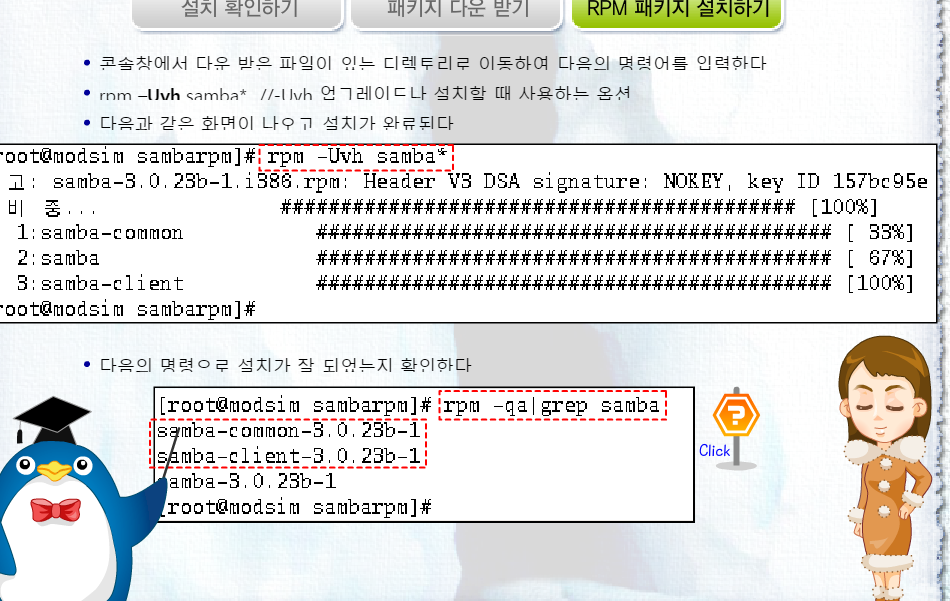 설치 확인하기
패키지 다운 받기
RPM 패키지 설치하기
콘솔창에서 다운 받은 파일이 있는 디렉토리로 이동하여 다음의 명령어를 입력한다
rpm –Uvh samba* //-Uvh 업그레이드나 설치할 때 사용하는 옵션
다음과 같은 화면이 나오고 설치가 완료된다
root@modsim sambarpm]# rpm -Uvh samba*
고: samba-3.0.23b-1.i386.rpm: Header V3 DSA signature: NOKEY, key ID 157bc95e
비 중... ########################################### [100%]
1:samba-common ########################################### [ 33%]
2:samba ########################################### [ 67%]
3:samba-client ########################################### [100%]
root@modsim sambarpm]#
다음의 명령으로 설치가 잘 되었는지 확인한다
[root@modsim sambarpm]# rpm -qa|grep samba
samba-common-3.0.23b-1
samba-client-3.0.23b-1
samba-3.0.23b-1
[root@modsim sambarpm]#
?
Click